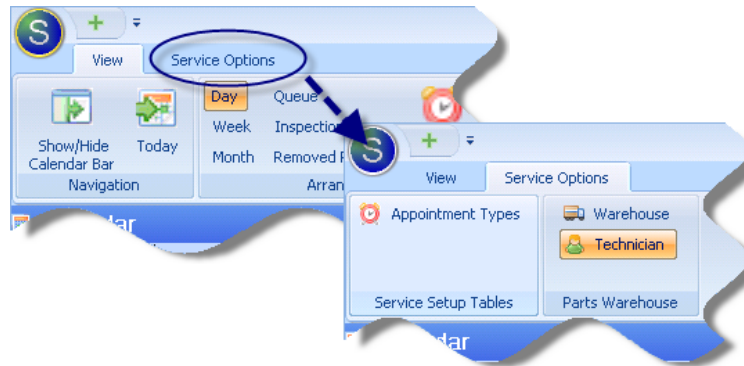 S
View Service Options
Day Queue
Week Inspection
Show/Hide Calendar Bar
Today
Month Removed
Navigation
S
View Service Options
Appointment Types
Warehouse
Technician
Service Setup Tables
Parts Warehouse